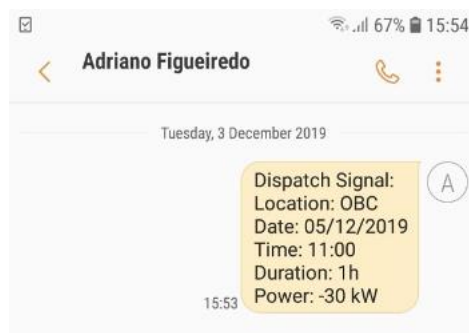 67% 15:54
Adriano Figueiredo
Tuesday, 3 December 2019
Dispatch Signal:
Location: OBC
Date: 05/12/2019
Time: 11:00
Duration: 1h
Power: -30 kW
A
15:53